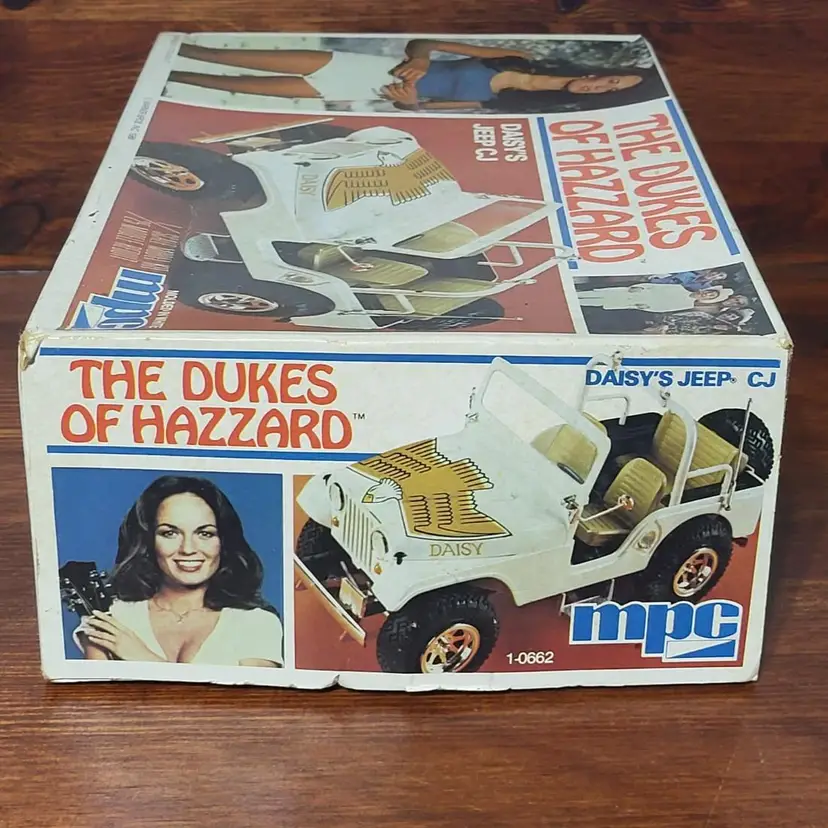 THE DUKES
OF HAZZARD
DAISY'S
JEEP CJ
DAISY
mpc
THE DUKES
OF HAZZARD™
DAISY'S JEEP® CJ
DAISY
mpc
1-0662